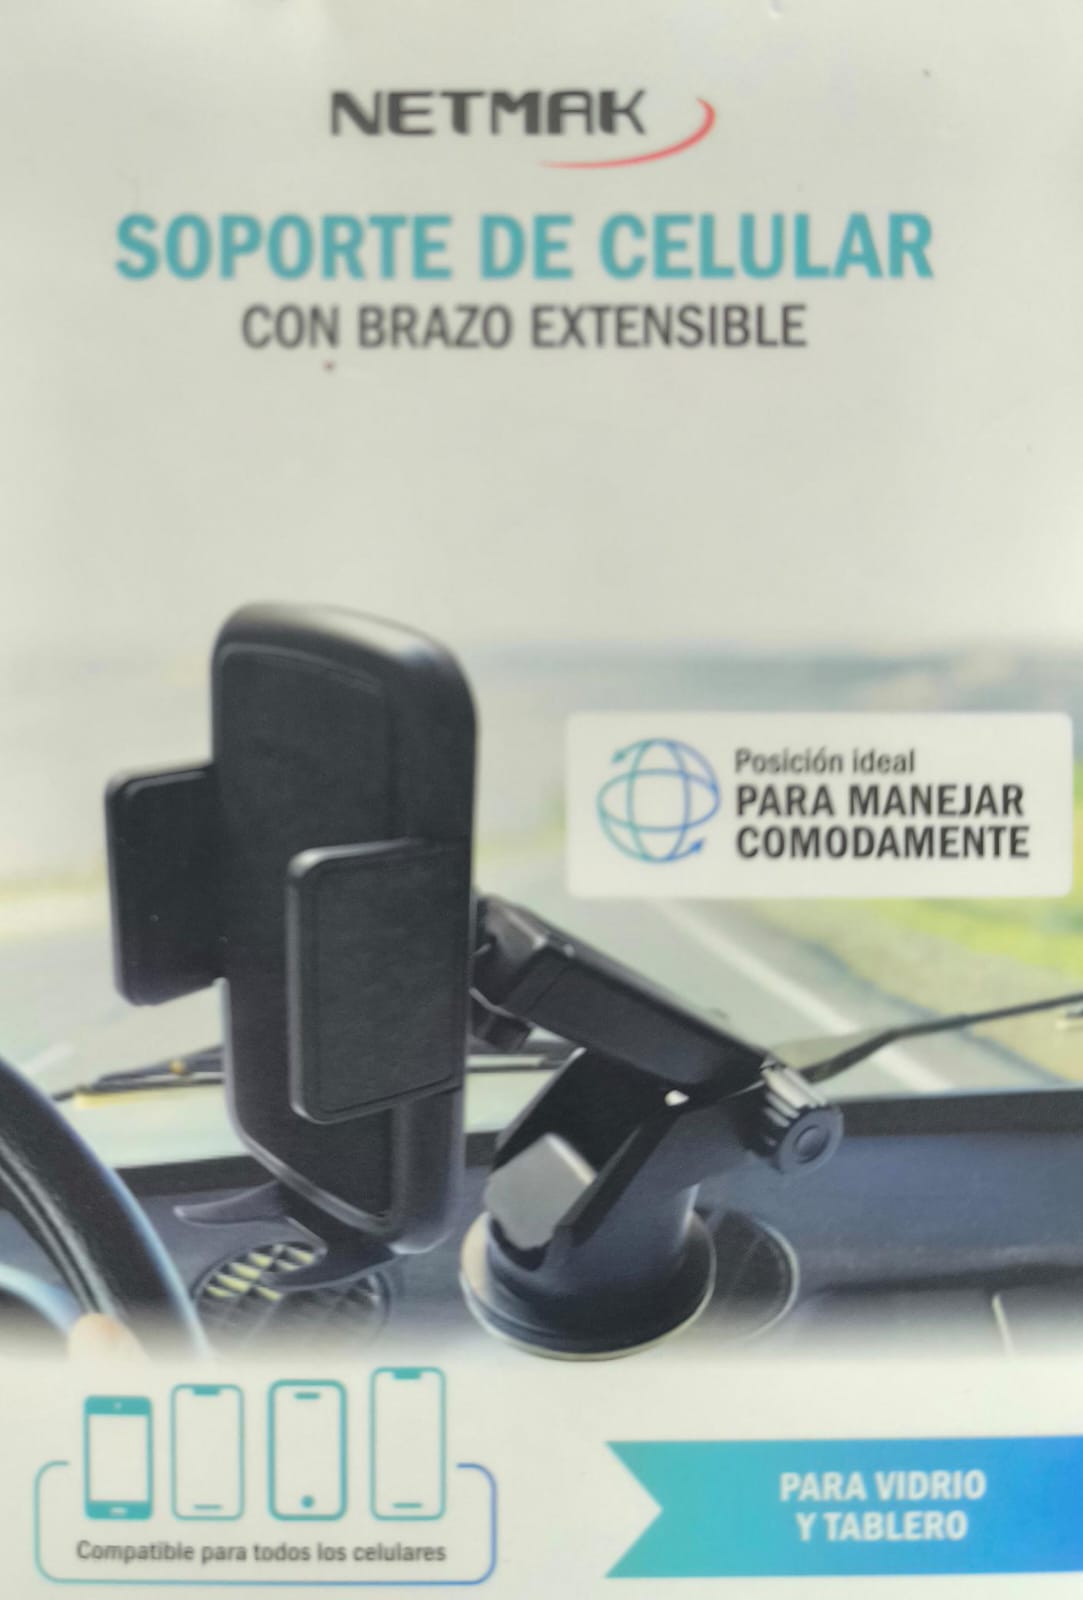 NETMAK
SOPORTE DE CELULAR
CON BRAZO EXTENSIBLE
Posición ideal
PARA MANEJAR
COMODAMENTE
Compatible para todos los celulares
PARA VIDRIO
Y TABLERO